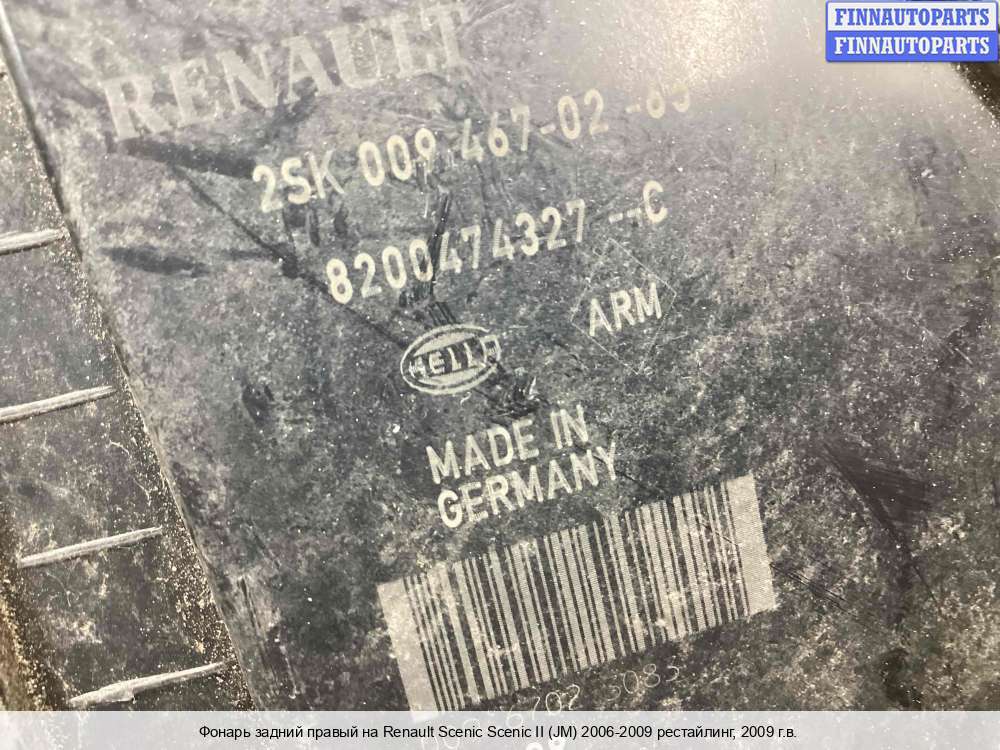 FINNAUTOPARTS
FINNAUTOPARTS
RENAULT
2SK 009 467-02 -65
8200474327 --C
ARM
HELLA
MADE IN
GERMANY
Фонарь задний правый на Renault Scenic Scenic II (JM) 2006-2009 рестайлинг, 2009 г.в.